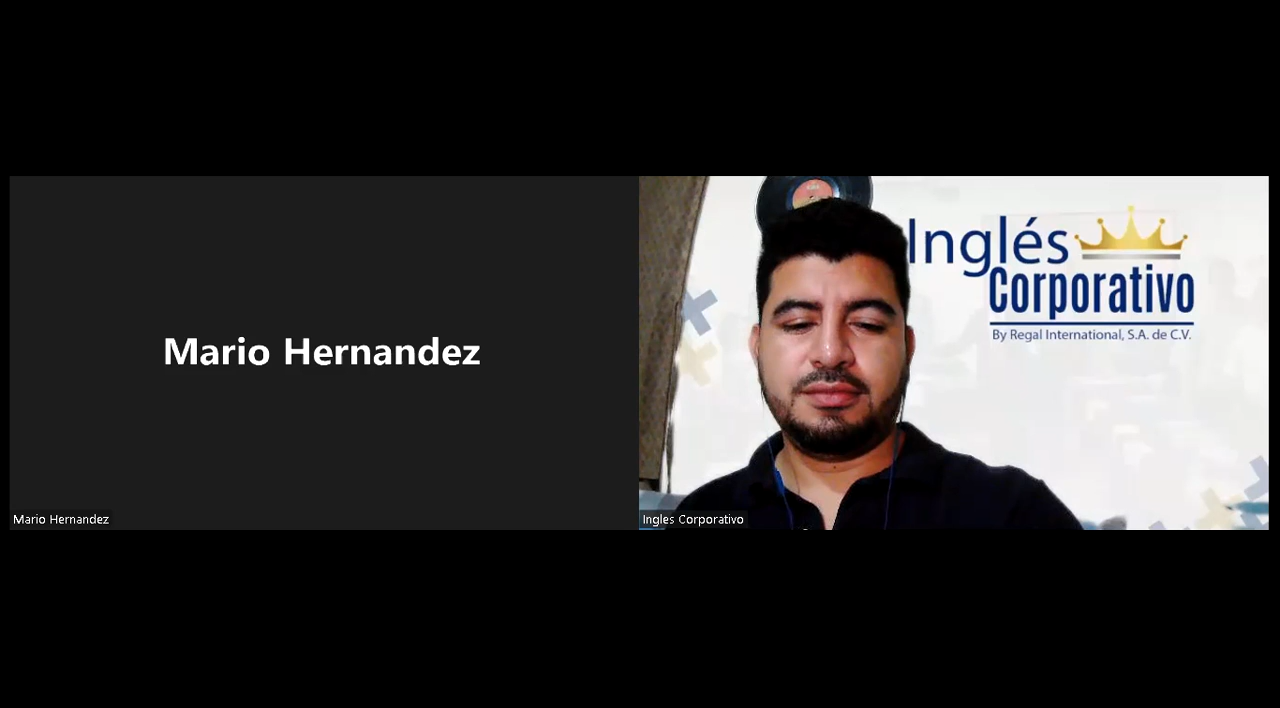 Mario Hernandez
Mario Hernandez
Inglés
Corporativo
By Regal International, S.A. de C.V.
Ingles Corporativo